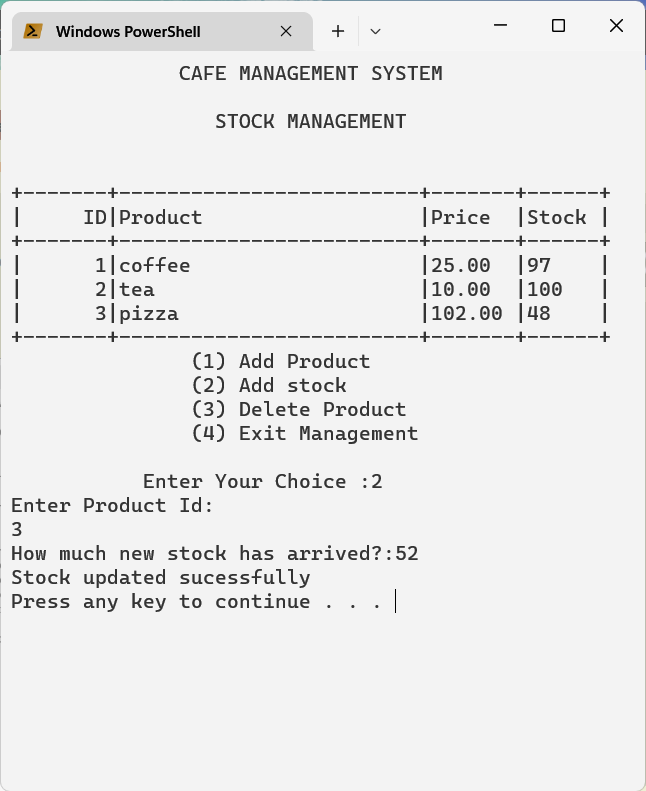 Windows PowerShell
CAFE MANAGEMENT SYSTEM
STOCK MANAGEMENT
+-------+-------------------------+-------+------+
|     ID|Product                  |Price  |Stock |
+-------+-------------------------+-------+------+
|      1|coffee                   |25.00  |97    |
|      2|tea                      |10.00  |100   |
|      3|pizza                    |102.00 |48    |
+-------+-------------------------+-------+------+
(1) Add Product
(2) Add stock
(3) Delete Product
(4) Exit Management
Enter Your Choice :2
Enter Product Id:
3
How much new stock has arrived?:52
Stock updated sucessfully
Press any key to continue . . .